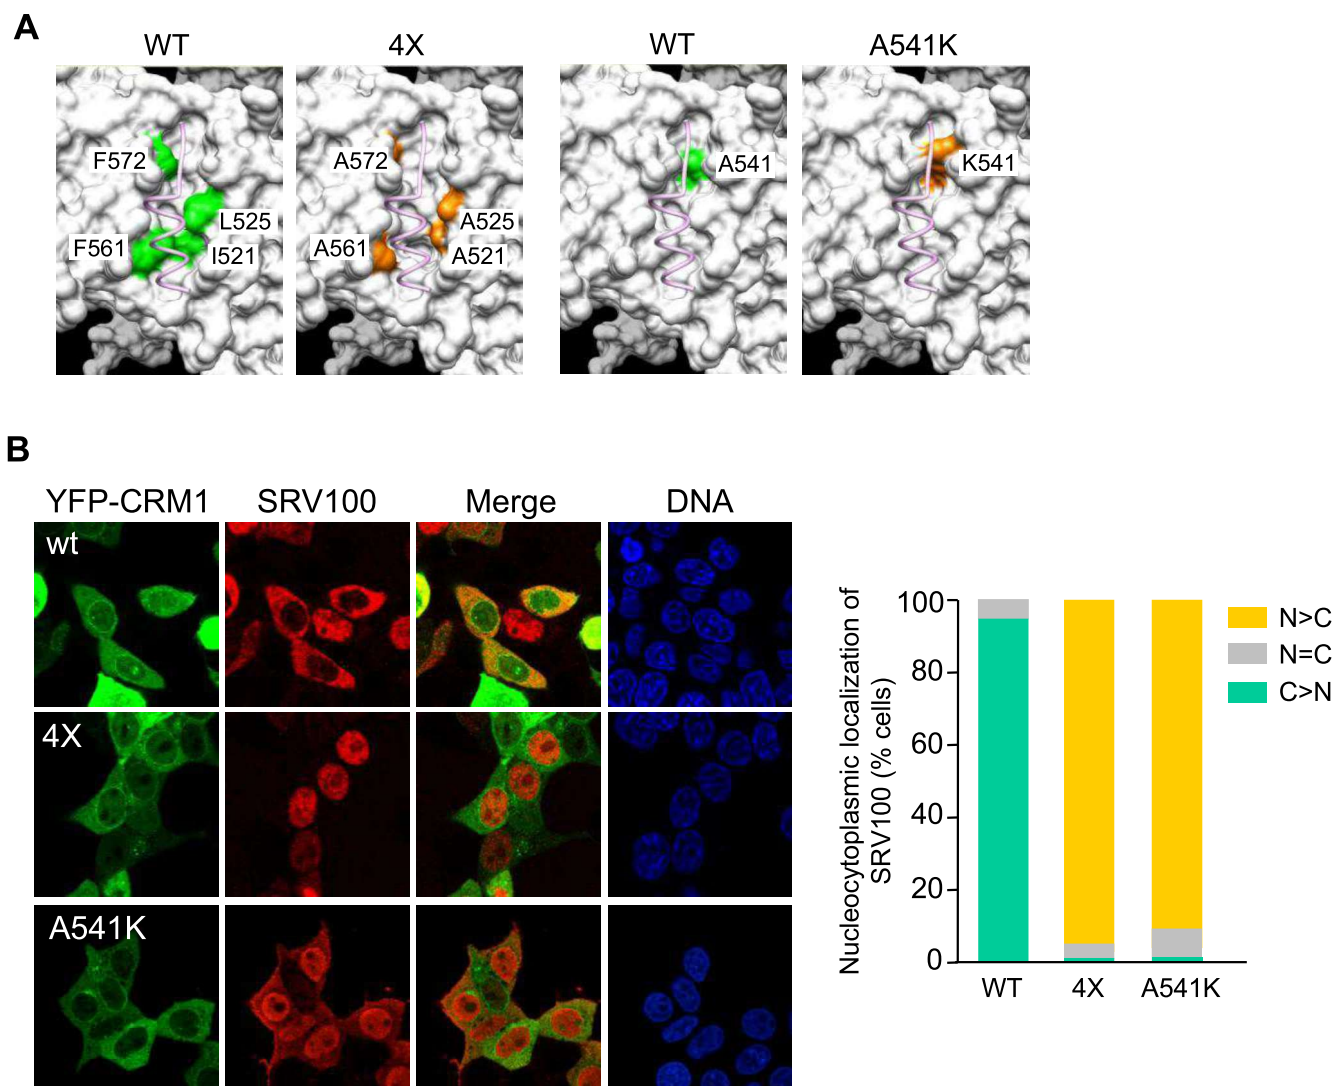 A
WT 4X WT A541K
F572 L525 F561 I521
A572 A525 A561 A521
A541
K541
B
YFP-CRM1 SRV100 Merge DNA
wt
4X
A541K
Nucleocytoplasmic localization of
SRV100 (% cells)
100
80
60
40
20
0
WT 4X A541K
N>C
N=C
C>N